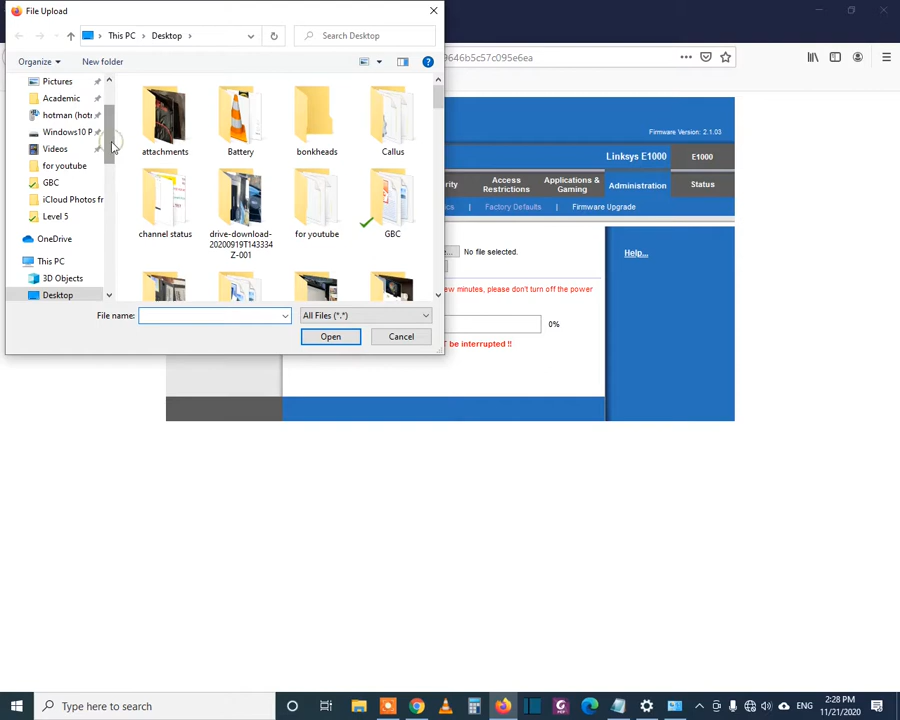 File Upload
This PC
Desktop
Search Desktop
9646b5c57c095e6ea
Organize
New folder
Pictures
Academic
hotman (hotr
Windows10 P
Videos
for youtube
GBC
iCloud Photos fr
Level 5
OneDrive
This PC
3D Objects
Desktop
attachments
Battery
bonkheads
Callus
channel status
drive-download-
20200919T143334
Z-001
for youtube
GBC
File name:
All Files (*.*)
Open
Cancel
Firmware Version: 2.1.03
Linksys E1000
E1000
rity
Access
Restrictions
Applications &
Gaming
Administration
Status
tics
Factory Defaults
Firmware Upgrade
No file selected.
Help...
ew minutes, please don't turn off the power
0%
T be interrupted !!
Type here to search
ENG
2:28 PM
11/21/2020